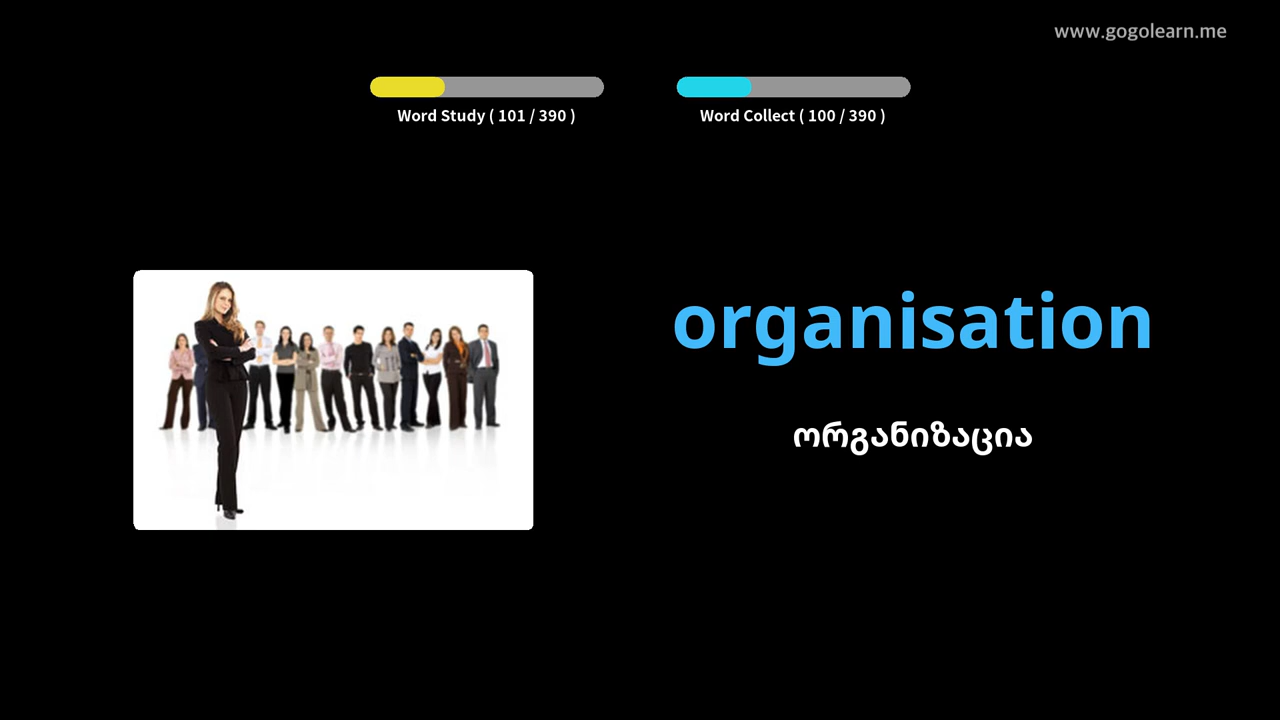 www.gogolearn.me
Word Study ( 101 / 390 )
Word Collect ( 100 / 390 )
organisation
ორგანიზაცია